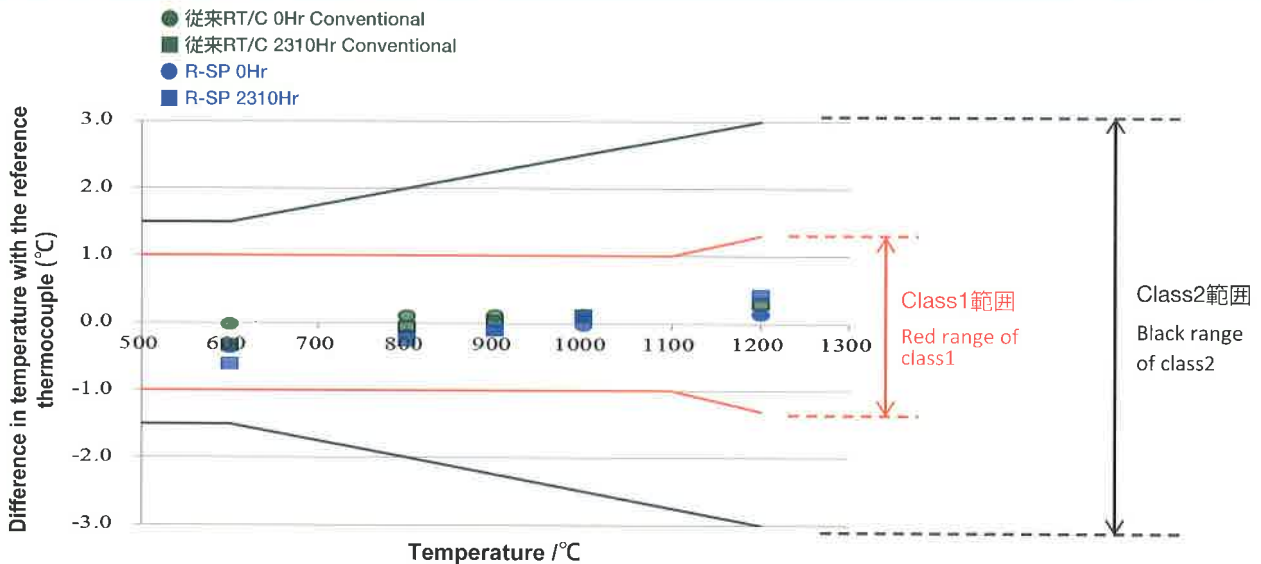 従来RT/C 0Hr Conventional
従来RT/C 2310Hr Conventional
R-SP 0Hr
R-SP 2310Hr
Difference in temperature with the reference
thermocouple (℃)
3.0
2.0
1.0
0.0
-1.0
-2.0
-3.0
500
600
700
800
900
1000
1100
1200
1300
Class1範囲
Red range of
class1
Class2範囲
Black range
of class2
Temperature /℃